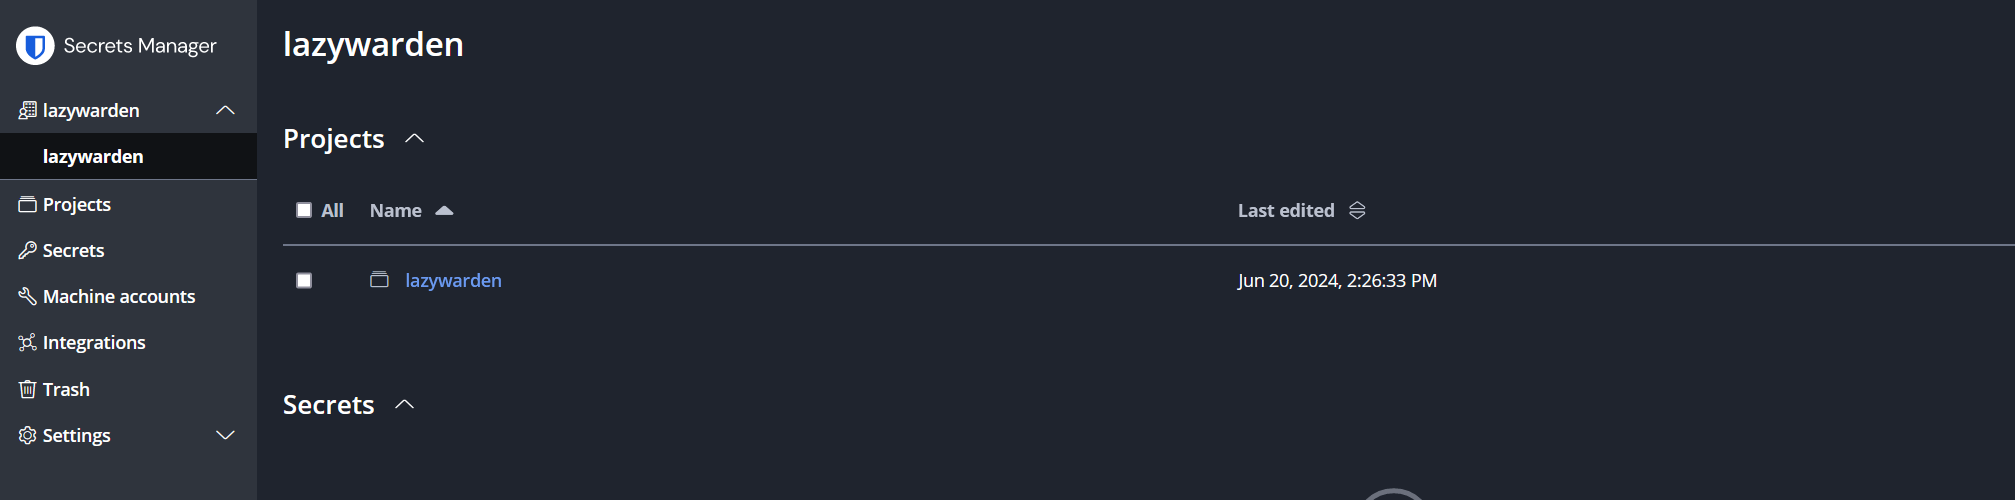 Secrets Manager
lazywarden
lazywarden
Projects
Secrets
Machine accounts
Integrations
Trash
Settings
lazywarden
Projects
All Name Last edited
lazywarden Jun 20, 2024, 2:26:33 PM
Secrets